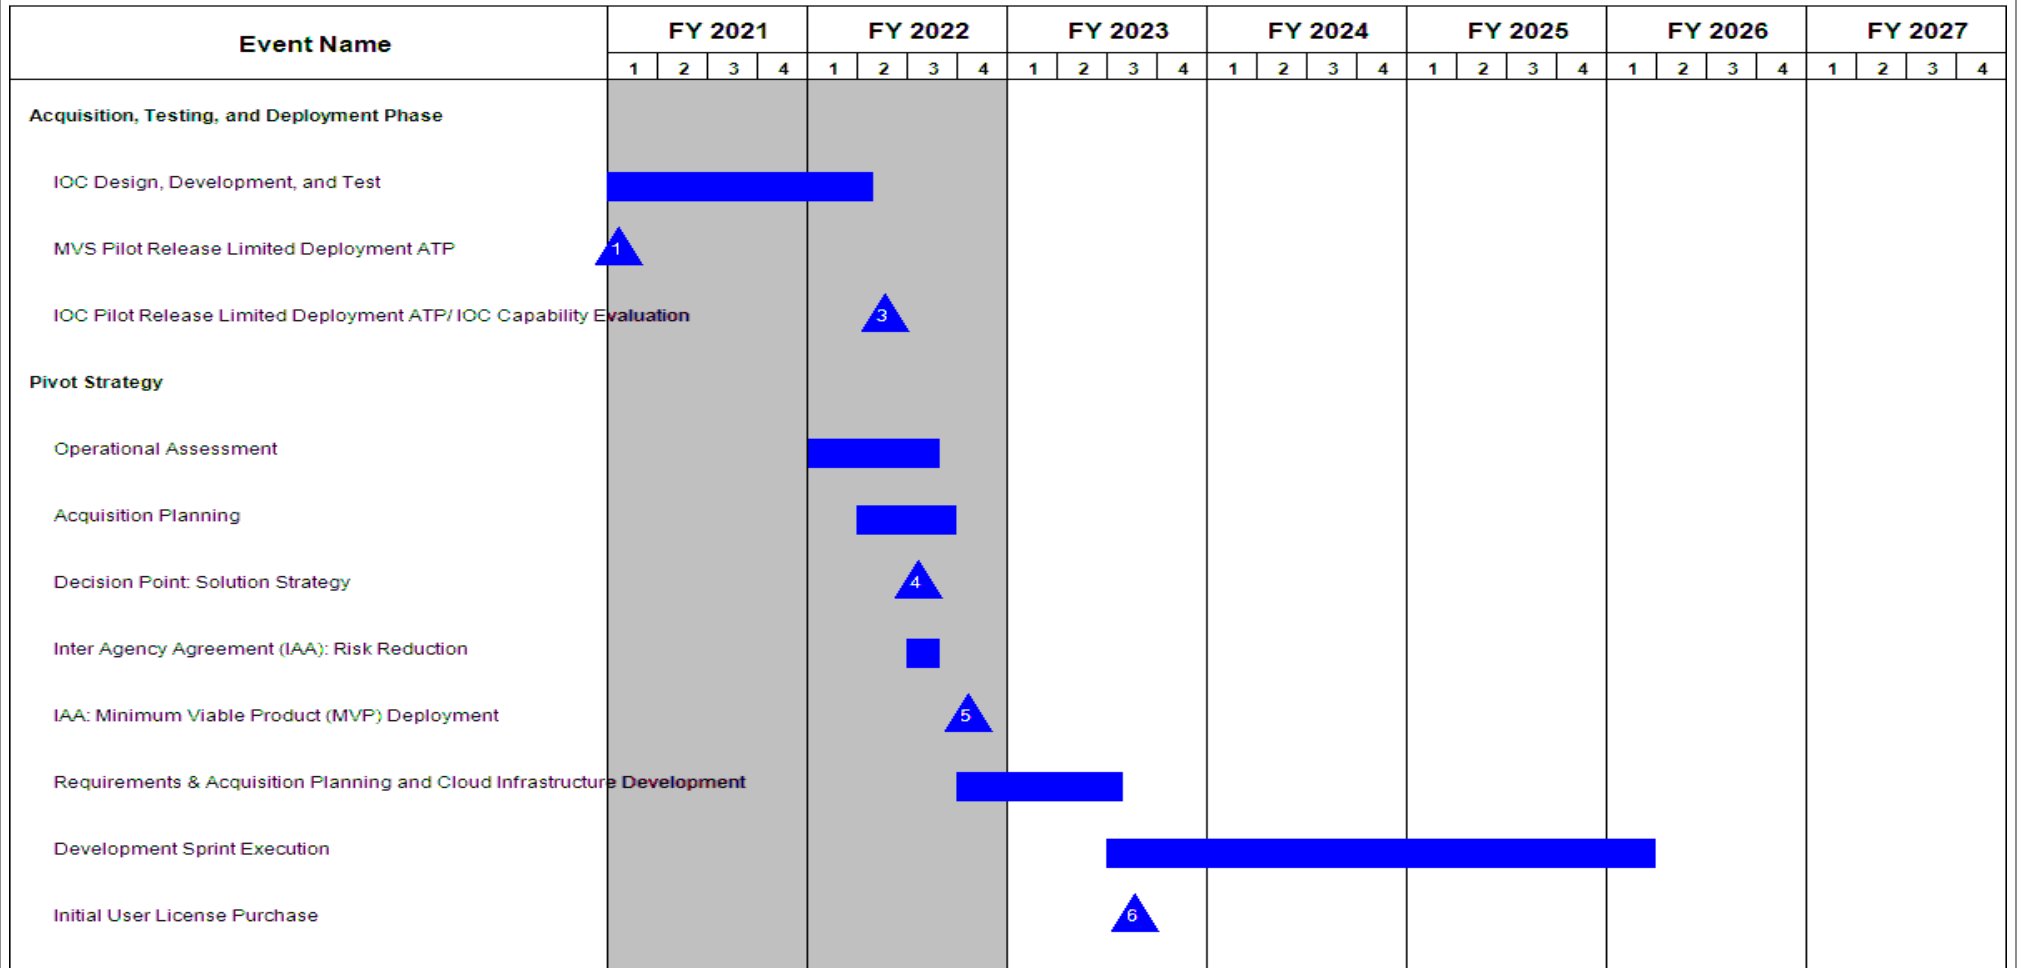 Event Name
FY 2021 FY 2022 FY 2023 FY 2024 FY 2025 FY 2026 FY 2027
1 2 3 4 1 2 3 4 1 2 3 4 1 2 3 4 1 2 3 4 1 2 3 4 1 2 3 4
Acquisition, Testing, and Deployment Phase
IOC Design, Development, and Test
MVS Pilot Release Limited Deployment ATP 1
IOC Pilot Release Limited Deployment ATP/ IOC Capability Evaluation 3
Pivot Strategy
Operational Assessment
Acquisition Planning
Decision Point: Solution Strategy 4
Inter Agency Agreement (IAA): Risk Reduction
IAA: Minimum Viable Product (MVP) Deployment 5
Requirements & Acquisition Planning and Cloud Infrastructure Development
Development Sprint Execution
Initial User License Purchase 6